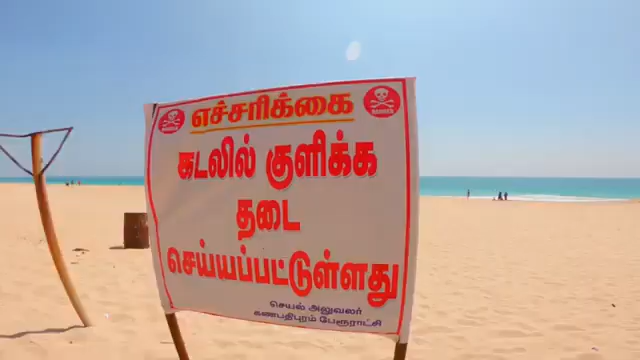 எச்சரிக்கை
கடலில் குளிக்க
தடை
செய்யப்பட்டுள்ளது
செயல் அலுவலர்
கணபதிபுரம் பேரூராட்சி